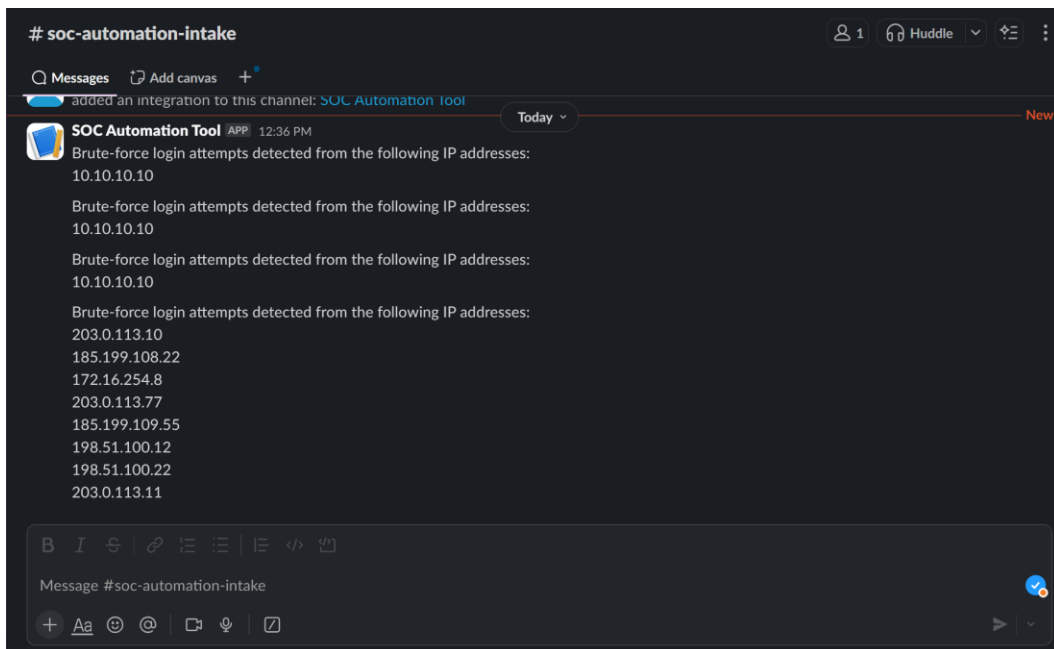 # soc-automation-intake
1
Huddle
Messages
Add canvas
added an integration to this channel: SOC Automation Tool
Today
New
SOC Automation Tool APP 12:36 PM
Brute-force login attempts detected from the following IP addresses:
10.10.10.10
Brute-force login attempts detected from the following IP addresses:
10.10.10.10
Brute-force login attempts detected from the following IP addresses:
10.10.10.10
Brute-force login attempts detected from the following IP addresses:
203.0.113.10
185.199.108.22
172.16.254.8
203.0.113.77
185.199.109.55
198.51.100.12
198.51.100.22
203.0.113.11
Message #soc-automation-intake
Aa